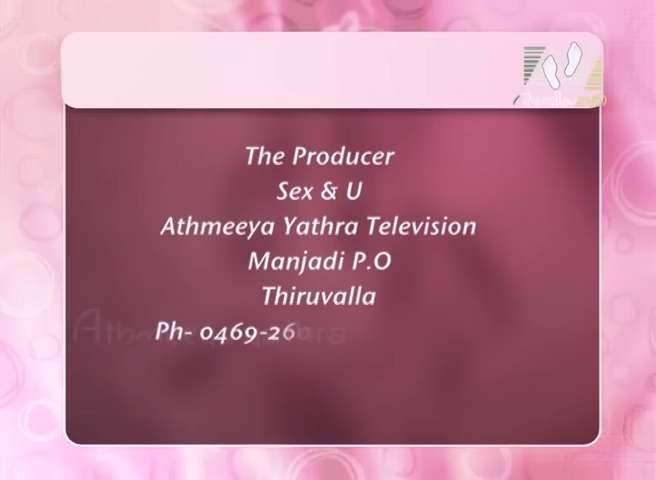 The Producer
Sex & U
Athmeeya Yathra Television
Manjadi P.O
Thiruvalla
Ph- 0469-26